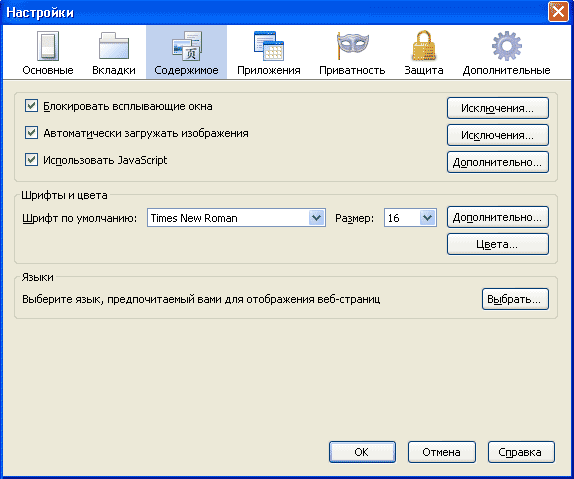 Настройки
Основные Вкладки Содержимое Приложения Приватность Защита Дополнительные
Блокировать всплывающие окна Исключения...
Автоматически загружать изображения Исключения...
Использовать JavaScript Дополнительно...
Шрифты и цвета
Шрифт по умолчанию: Times New Roman Размер: 16 Дополнительно...
Цвета...
Языки
Выберите язык, предпочитаемый вами для отображения веб-страниц Выбрать...
ОК Отмена Справка